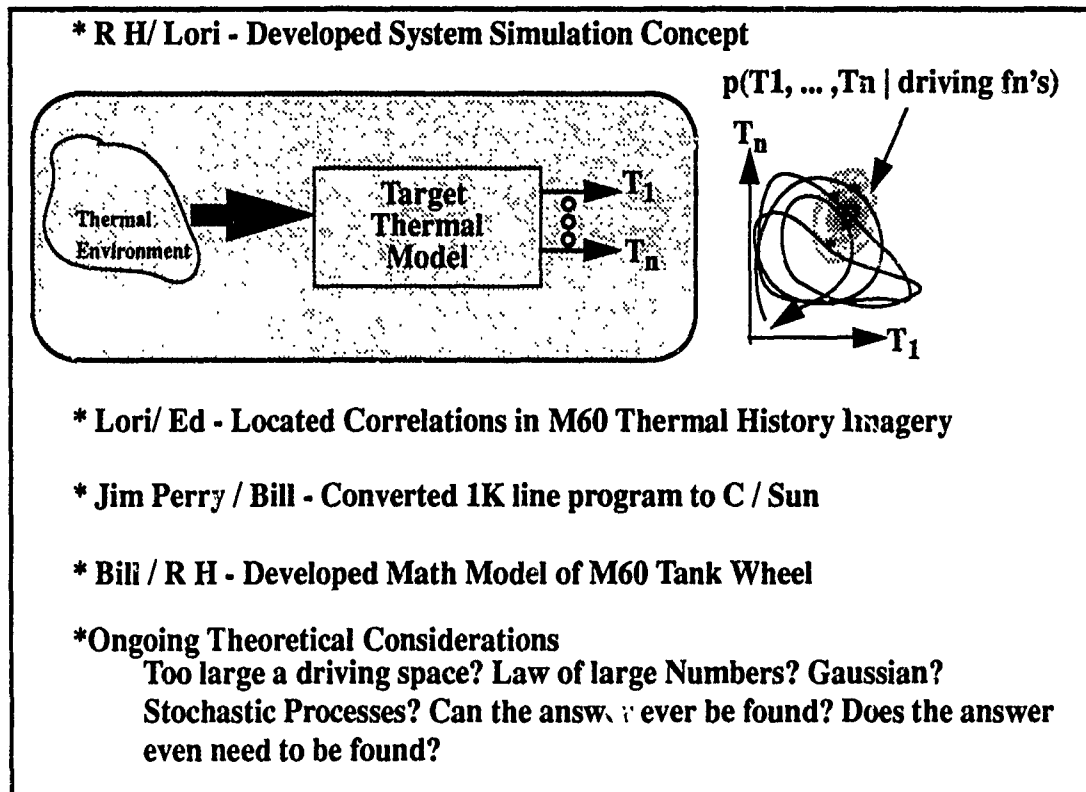 * R H/ Lori - Developed System Simulation Concept
p(T1, ... ,Tn | driving fn's)
Thermal
Environment
Target
Thermal
Model
T1
Tn
Tn
T1
* Lori/ Ed - Located Correlations in M60 Thermal History Imagery
* Jim Perry / Bill - Converted 1K line program to C / Sun
* Bill / R H - Developed Math Model of M60 Tank Wheel
*Ongoing Theoretical Considerations
Too large a driving space? Law of large Numbers? Gaussian?
Stochastic Processes? Can the answer ever be found? Does the answer
even need to be found?